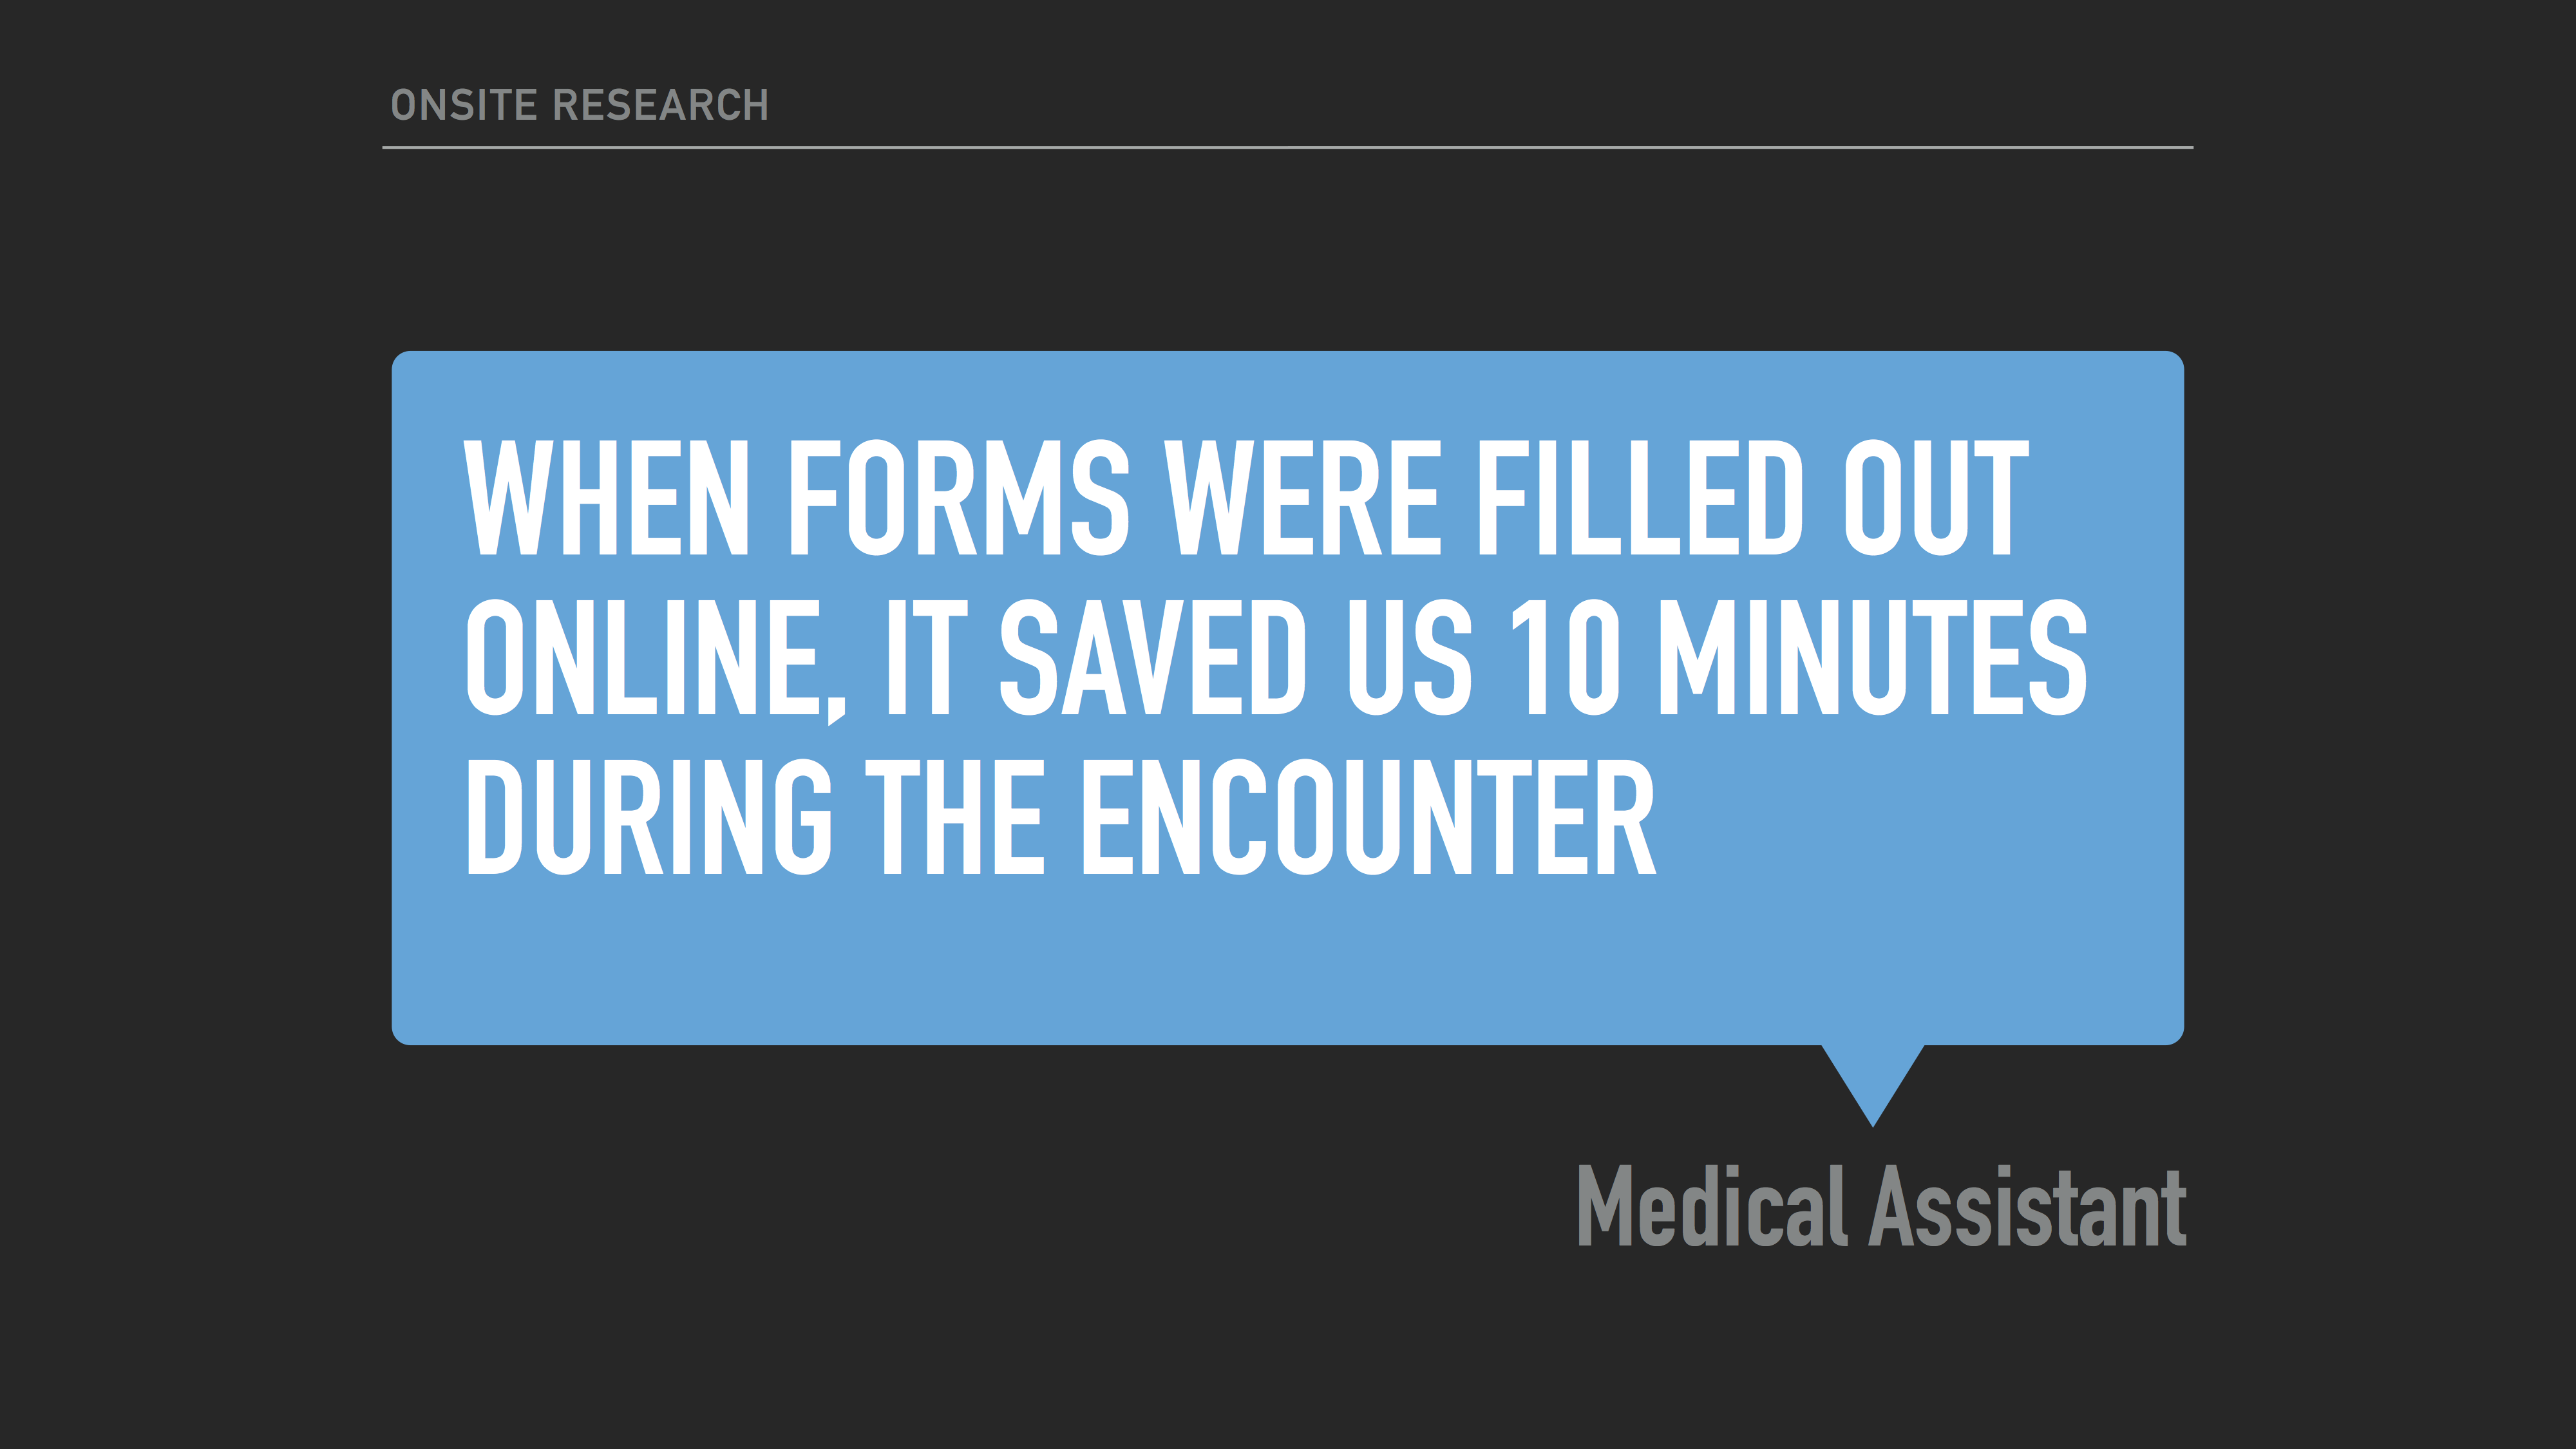 ONSITE RESEARCH
WHEN FORMS WERE FILLED OUT
ONLINE, IT SAVED US 10 MINUTES
DURING THE ENCOUNTER
Medical Assistant